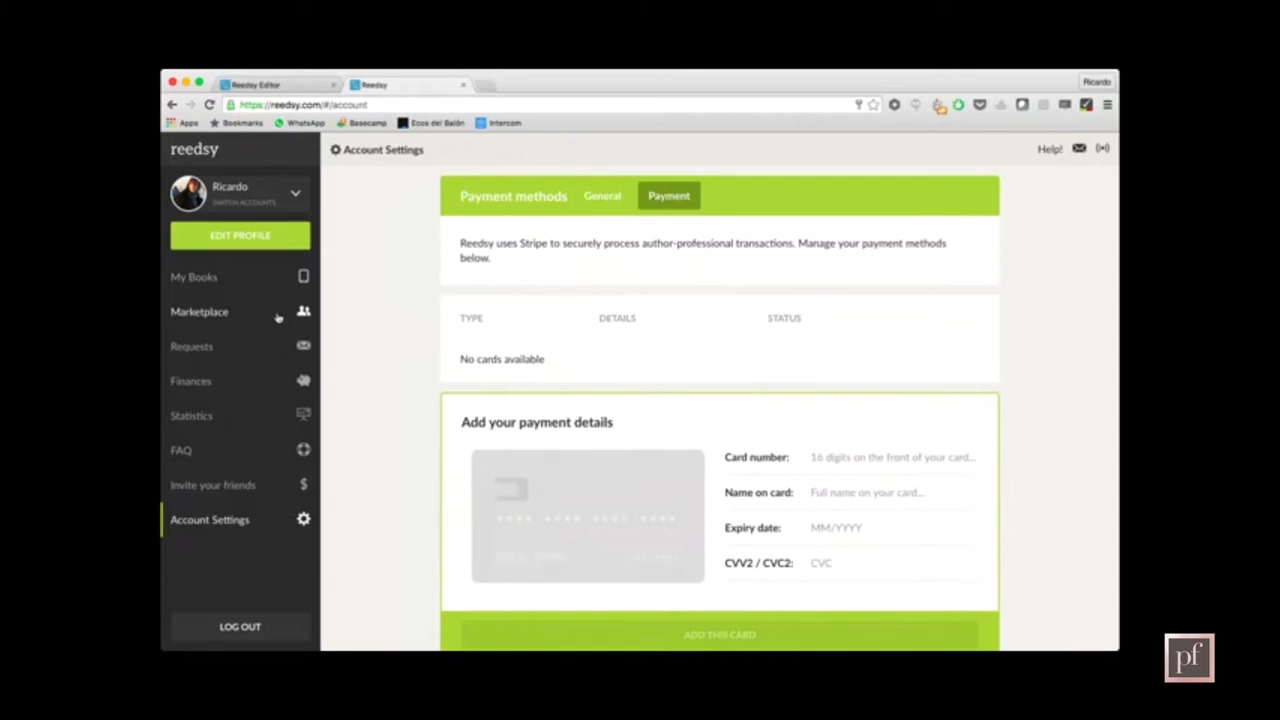 Reedsy Editor
Reedsy
Ricardo
https://reedsy.com/#/account
Apps Bookmarks WhatsApp Basecamp Ecos del Balón Intercom
reedsy
Account Settings
Help!
Ricardo
SWITCH ACCOUNTS
EDIT PROFILE
My Books
Marketplace
Requests
Finances
Statistics
FAQ
Invite your friends
$
Account Settings
LOG OUT
Payment methods General Payment
Reedsy uses Stripe to securely process author-professional transactions. Manage your payment methods
below.
TYPE DETAILS STATUS
No cards available
Add your payment details
Card number: 16 digits on the front of your card...
Name on card: Full name on your card...
Expiry date: MM/YYYY
CVV2 / CVC2: CVC
ADD THIS CARD
pf